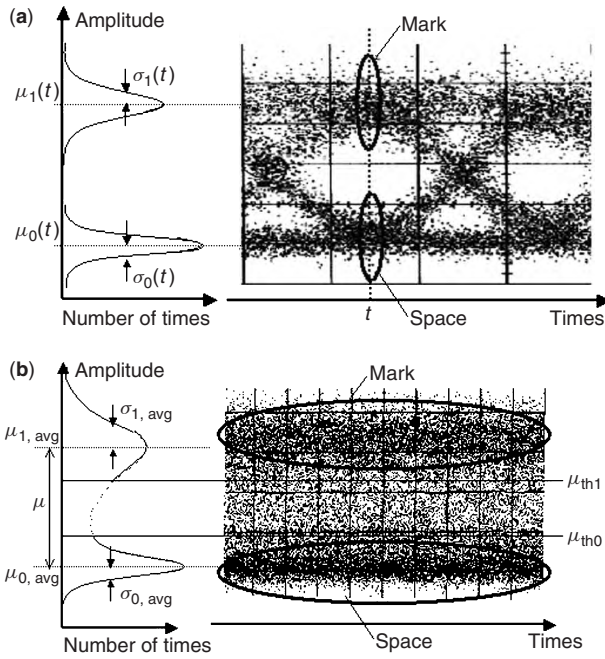 (a)
Amplitude
Mark
σ1(t)
μ1(t)
μ0(t)
σ0(t)
Number of times
t
Space
Times
(b)
Amplitude
Mark
σ1, avg
μ1, avg
μth1
μ
μth0
μ0, avg
σ0, avg
Number of times
Space
Times